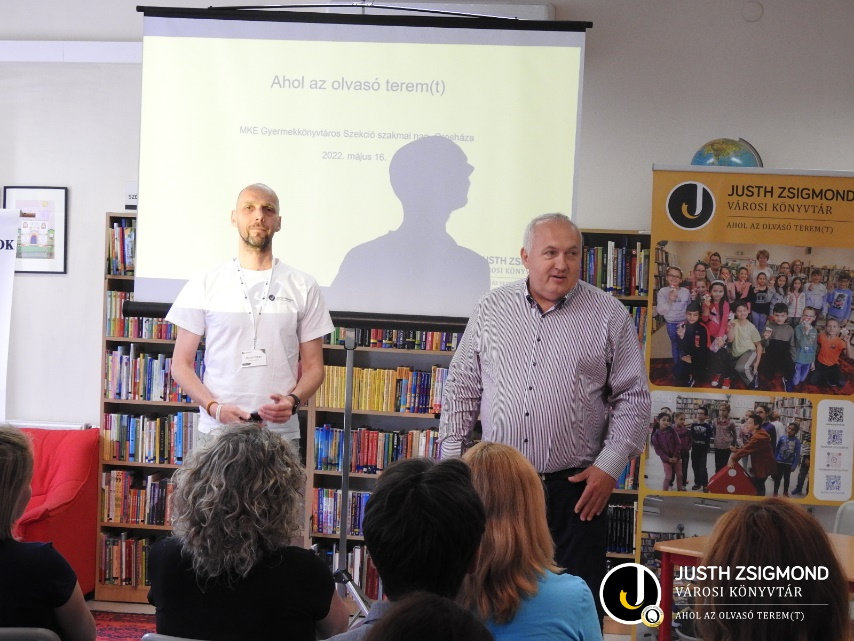 Ahol az olvasó terem(t)
MKE Gyermekkönyvtáros Szekció szakmai nap
2022. május 16.
JUSTH ZSIGMOND
VÁROSI KÖNYVTÁR
AHOL AZ OLVASÓ TEREM(T)
OK
JUSTH ZSIGMOND
VÁROSI KÖNYVTÁR
AHOL AZ OLVASÓ TEREM(T)